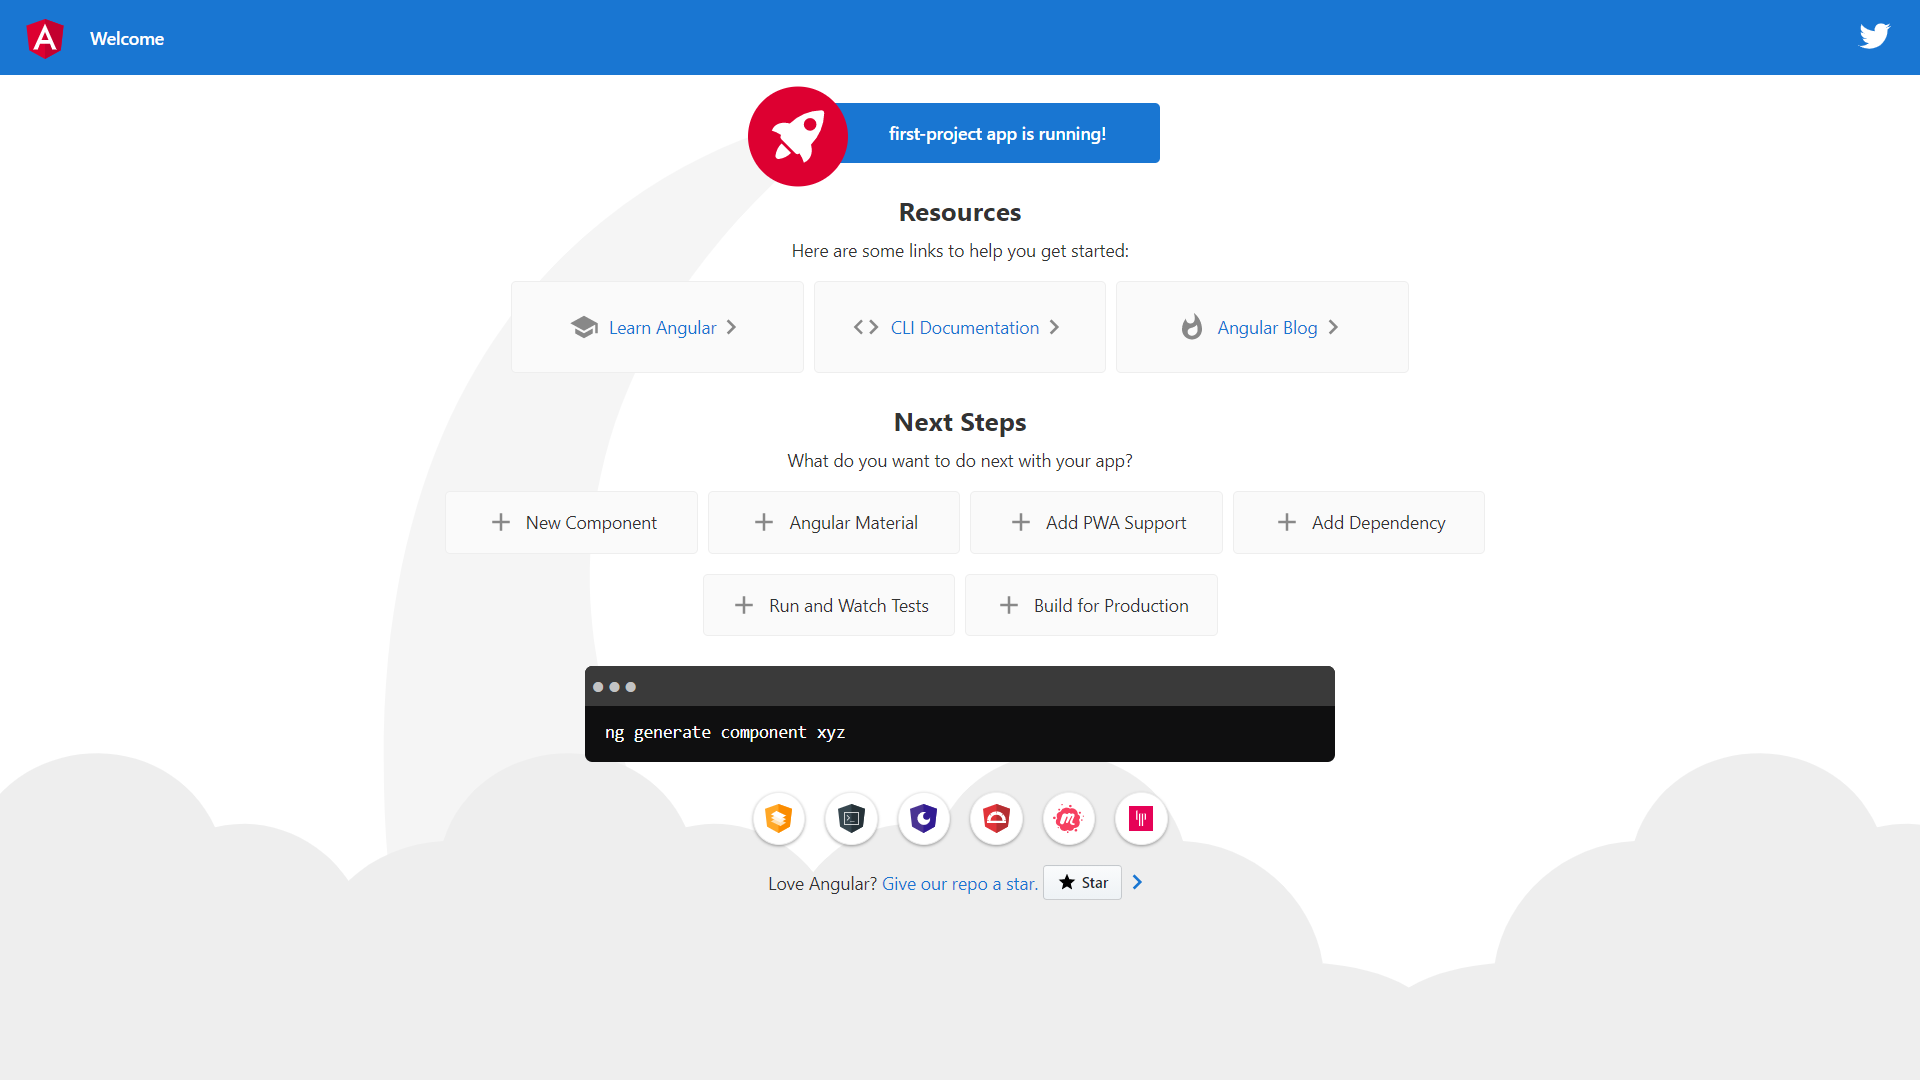 Welcome
first-project app is running!
Resources
Here are some links to help you get started:
Learn Angular
CLI Documentation
Angular Blog
Next Steps
What do you want to do next with your app?
New Component
Angular Material
Add PWA Support
Add Dependency
Run and Watch Tests
Build for Production
ng generate component xyz
Love Angular? Give our repo a star. Star